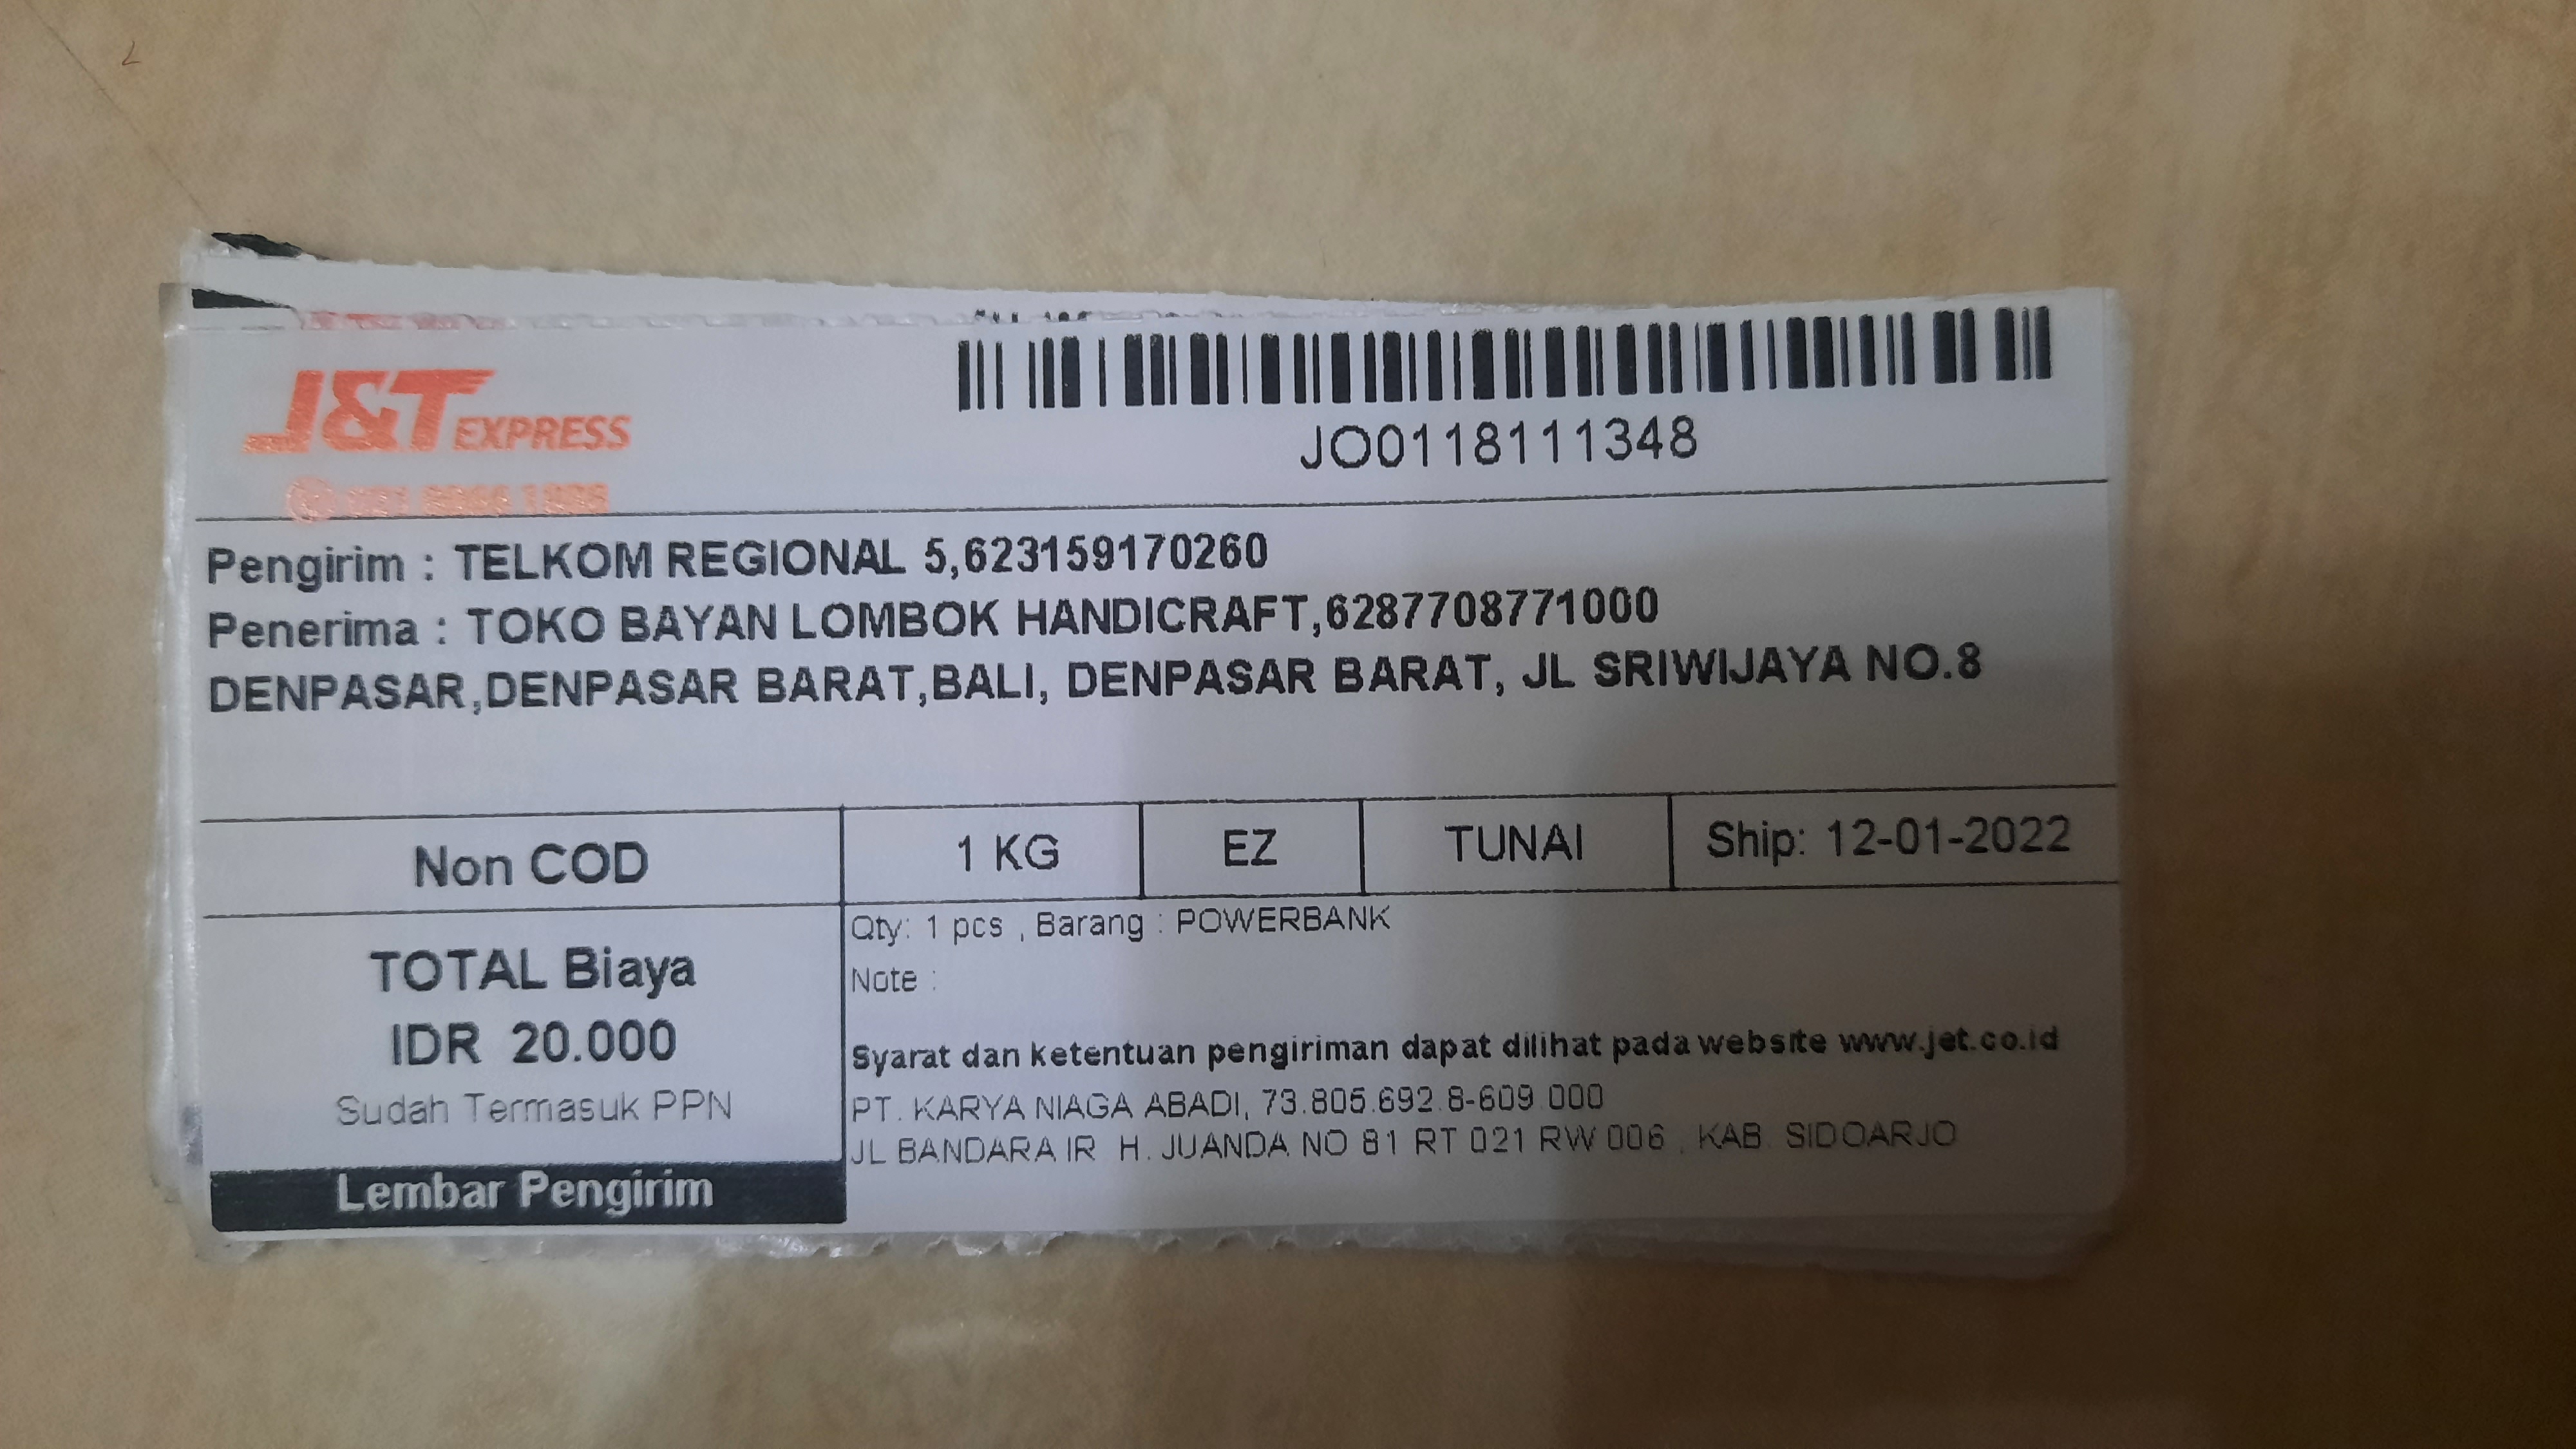 J&T EXPRESS
JO0118111348
Pengirim : TELKOM REGIONAL 5,623159170260
Penerima : TOKO BAYAN LOMBOK HANDICRAFT,6287708771000
DENPASAR,DENPASAR BARAT,BALI, DENPASAR BARAT, JL SRIWIJAYA NO.8
Non COD 1 KG EZ TUNAI Ship: 12-01-2022
TOTAL Biaya
IDR 20.000
Sudah Termasuk PPN
Lembar Pengirim
Qty: 1 pcs , Barang : POWERBANK
Note :
Syarat dan ketentuan pengiriman dapat dilihat pada website www.jet.co.id
PT. KARYA NIAGA ABADI, 73.805.692.8-609.000
JL BANDARA IR. H. JUANDA NO 81 RT 021 RW 006 , KAB. SIDOARJO